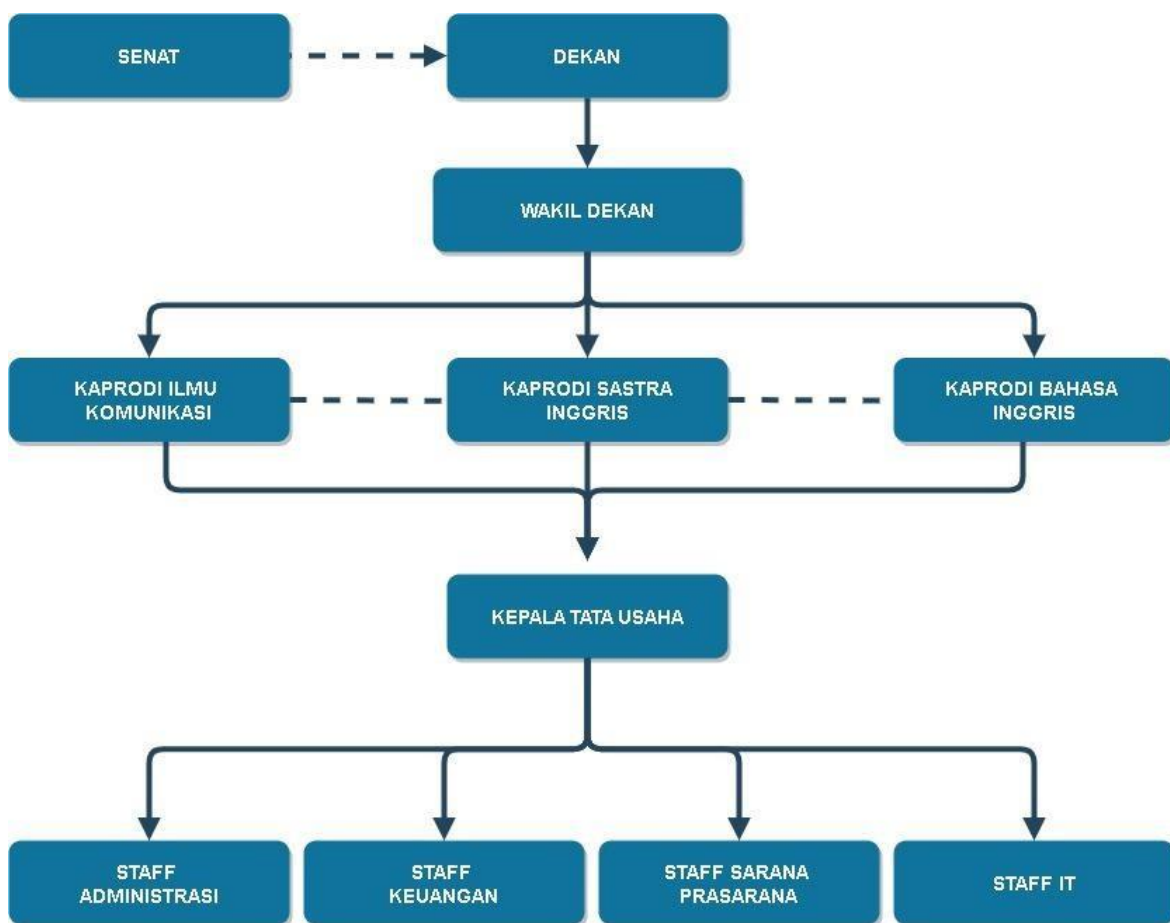 SENAT
DEKAN
WAKIL DEKAN
KAPRODI ILMU
KOMUNIKASI
KAPRODI SASTRA
INGGRIS
KAPRODI BAHASA
INGGRIS
KEPALA TATA USAHA
STAFF
ADMINISTRASI
STAFF
KEUANGAN
STAFF SARANA
PRASARANA
STAFF IT